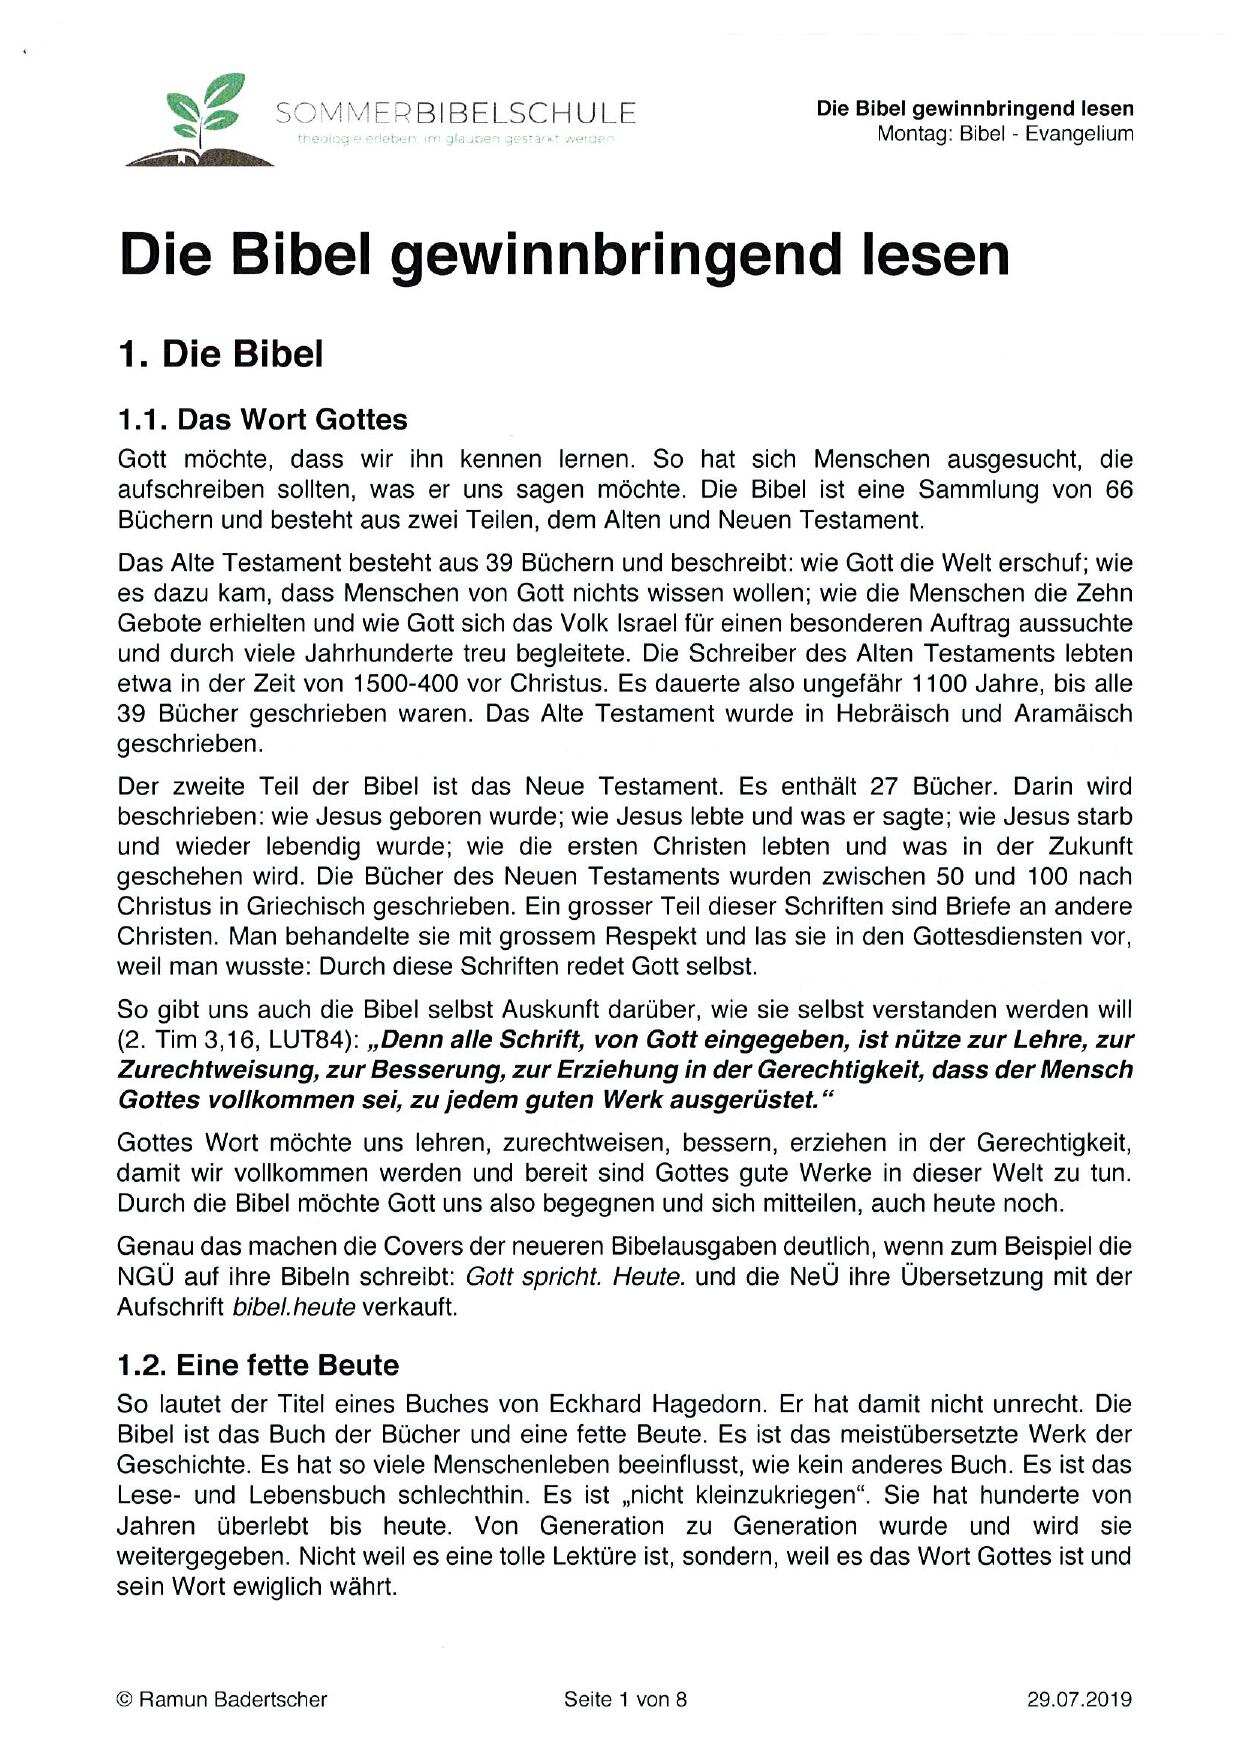 SOMMERBIBELSCHULE
theologie erleben. im glauben gestärkt werden.
Die Bibel gewinnbringend lesen
Montag: Bibel - Evangelium
Die Bibel gewinnbringend lesen
1. Die Bibel
1.1. Das Wort Gottes
Gott möchte, dass wir ihn kennen lernen. So hat sich Menschen ausgesucht, die
aufschreiben sollten, was er uns sagen möchte. Die Bibel ist eine Sammlung von 66
Büchern und besteht aus zwei Teilen, dem Alten und Neuen Testament.
Das Alte Testament besteht aus 39 Büchern und beschreibt: wie Gott die Welt erschuf; wie
es dazu kam, dass Menschen von Gott nichts wissen wollen; wie die Menschen die Zehn
Gebote erhielten und wie Gott sich das Volk Israel für einen besonderen Auftrag aussuchte
und durch viele Jahrhunderte treu begleitete. Die Schreiber des Alten Testaments lebten
etwa in der Zeit von 1500-400 vor Christus. Es dauerte also ungefähr 1100 Jahre, bis alle
39 Bücher geschrieben waren. Das Alte Testament wurde in Hebräisch und Aramäisch
geschrieben.
Der zweite Teil der Bibel ist das Neue Testament. Es enthält 27 Bücher. Darin wird
beschrieben: wie Jesus geboren wurde; wie Jesus lebte und was er sagte; wie Jesus starb
und wieder lebendig wurde; wie die ersten Christen lebten und was in der Zukunft
geschehen wird. Die Bücher des Neuen Testaments wurden zwischen 50 und 100 nach
Christus in Griechisch geschrieben. Ein grosser Teil dieser Schriften sind Briefe an andere
Christen. Man behandelte sie mit grossem Respekt und las sie in den Gottesdiensten vor,
weil man wusste: Durch diese Schriften redet Gott selbst.
So gibt uns auch die Bibel selbst Auskunft darüber, wie sie selbst verstanden werden will
(2. Tim 3,16, LUT84): „Denn alle Schrift, von Gott eingegeben, ist nütze zur Lehre, zur
Zurechtweisung, zur Besserung, zur Erziehung in der Gerechtigkeit, dass der Mensch
Gottes vollkommen sei, zu jedem guten Werk ausgerüstet.“
Gottes Wort möchte uns lehren, zurechtweisen, bessern, erziehen in der Gerechtigkeit,
damit wir vollkommen werden und bereit sind Gottes gute Werke in dieser Welt zu tun.
Durch die Bibel möchte Gott uns also begegnen und sich mitteilen, auch heute noch.
Genau das machen die Covers der neueren Bibelausgaben deutlich, wenn zum Beispiel die
NGÜ auf ihre Bibeln schreibt: Gott spricht. Heute. und die NeÜ ihre Übersetzung mit der
Aufschrift bibel.heute verkauft.
1.2. Eine fette Beute
So lautet der Titel eines Buches von Eckhard Hagedorn. Er hat damit nicht unrecht. Die
Bibel ist das Buch der Bücher und eine fette Beute. Es ist das meistübersetzte Werk der
Geschichte. Es hat so viele Menschenleben beeinflusst, wie kein anderes Buch. Es ist das
Lese- und Lebensbuch schlechthin. Es ist „nicht kleinzukriegen“. Sie hat hunderte von
Jahren überlebt bis heute. Von Generation zu Generation wurde und wird sie
weitergegeben. Nicht weil es eine tolle Lektüre ist, sondern, weil es das Wort Gottes ist und
sein Wort ewiglich währt.
© Ramun Badertscher
Seite 1 von 8
29.07.2019